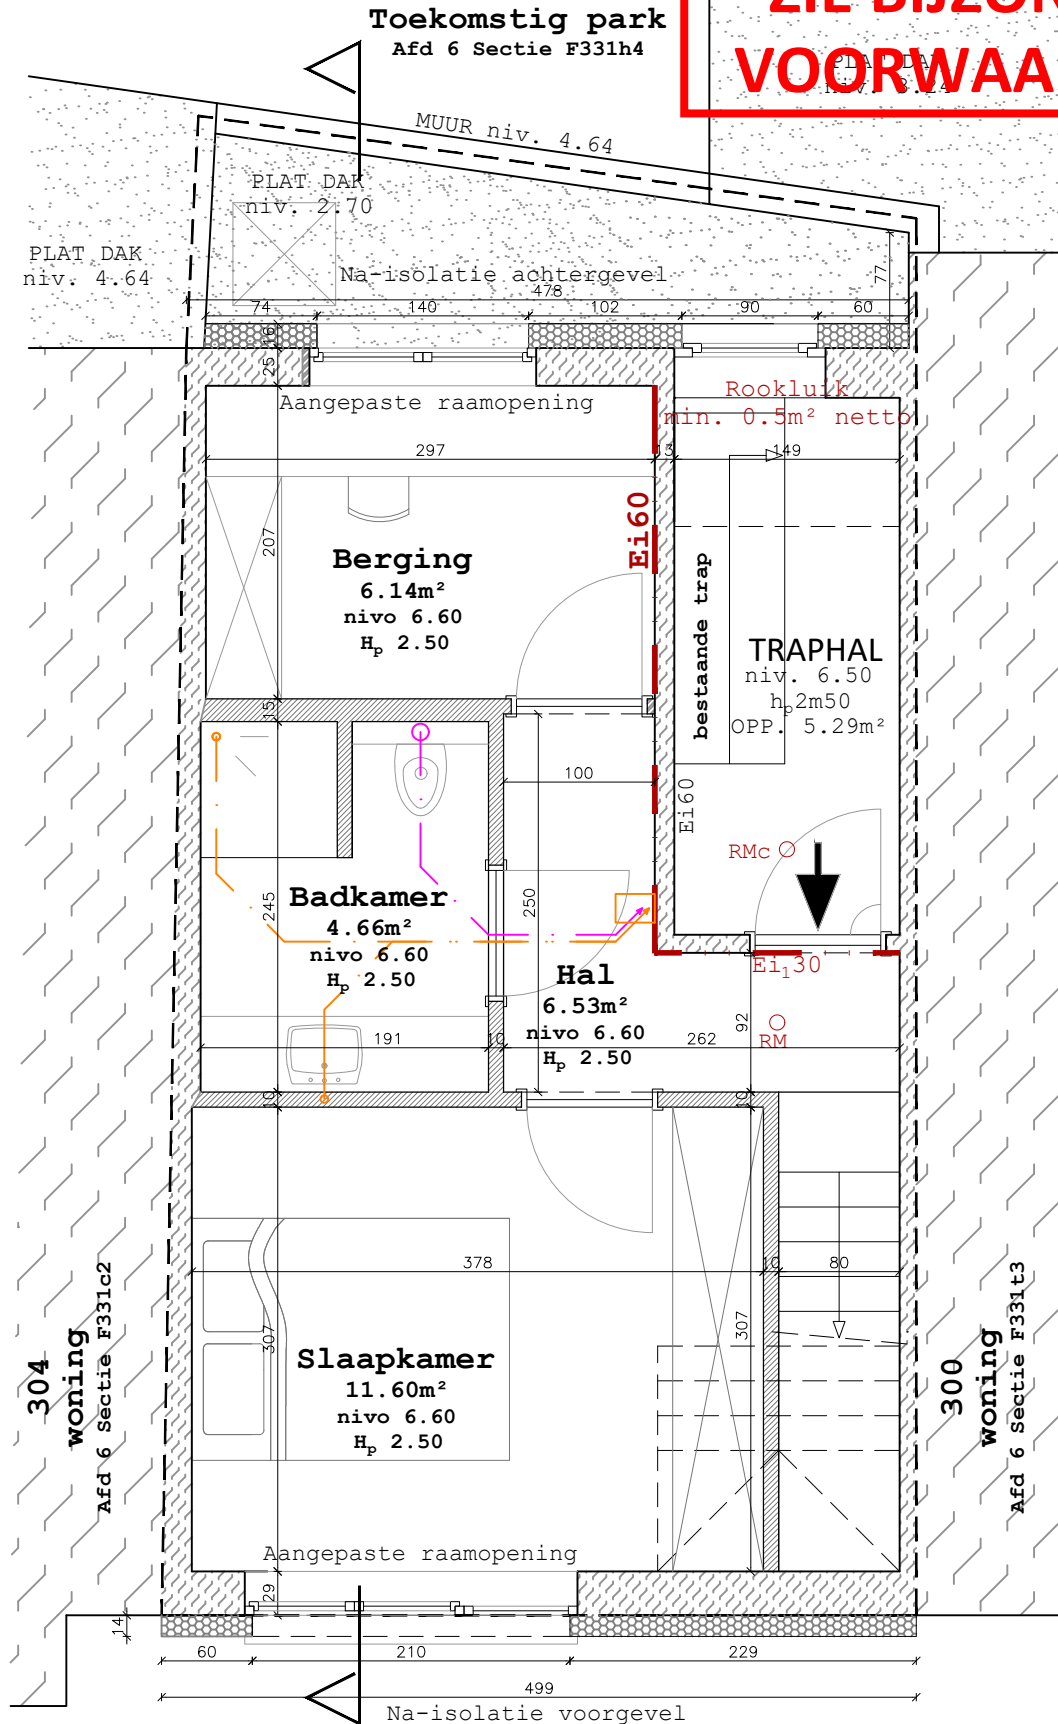 Toekomstig park
Afd 6 Sectie F331h4
VOORWAA
MUUR niv. 4.64
PLAT DAK
niv. 2.70
PLAT DAK
niv. 4.64
Na-isolatie achtergevel
478
74
140
102
90
60
77
16
25
Aangepaste raamopening
Rookluik
min. 0.5m² netto
297
13
149
207
Ei60
Berging
6.14m²
nivo 6.60
Hp 2.50
bestaande trap
TRAPHAL
niv. 6.50
hp2m50
OPP. 5.29m²
15
100
Ei60
RMc
250
245
Badkamer
4.66m²
nivo 6.60
Hp 2.50
Ei₁30
Hal
6.53m²
nivo 6.60
Hp 2.50
92
RM
191
10
262
10
10
378
10
80
307
307
Slaapkamer
11.60m²
nivo 6.60
Hp 2.50
304
woning
Afd 6 Sectie F331c2
300
woning
Afd 6 Sectie F331t3
Aangepaste raamopening
29
14
60
210
229
499
Na-isolatie voorgevel